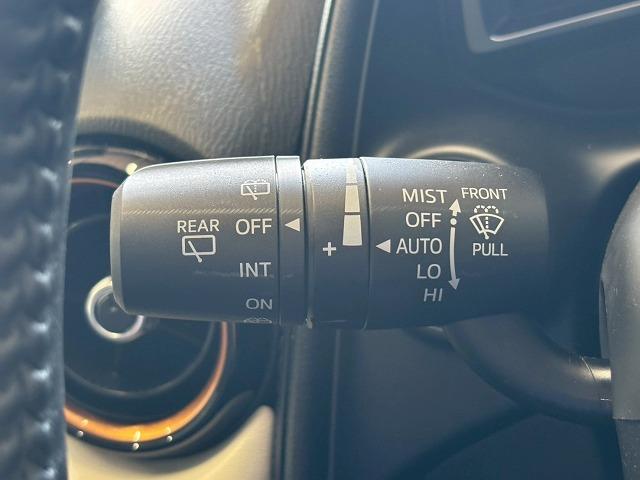 REAR
OFF
INT
ON
+
MIST
OFF
AUTO
LO
HI
FRONT
PULL